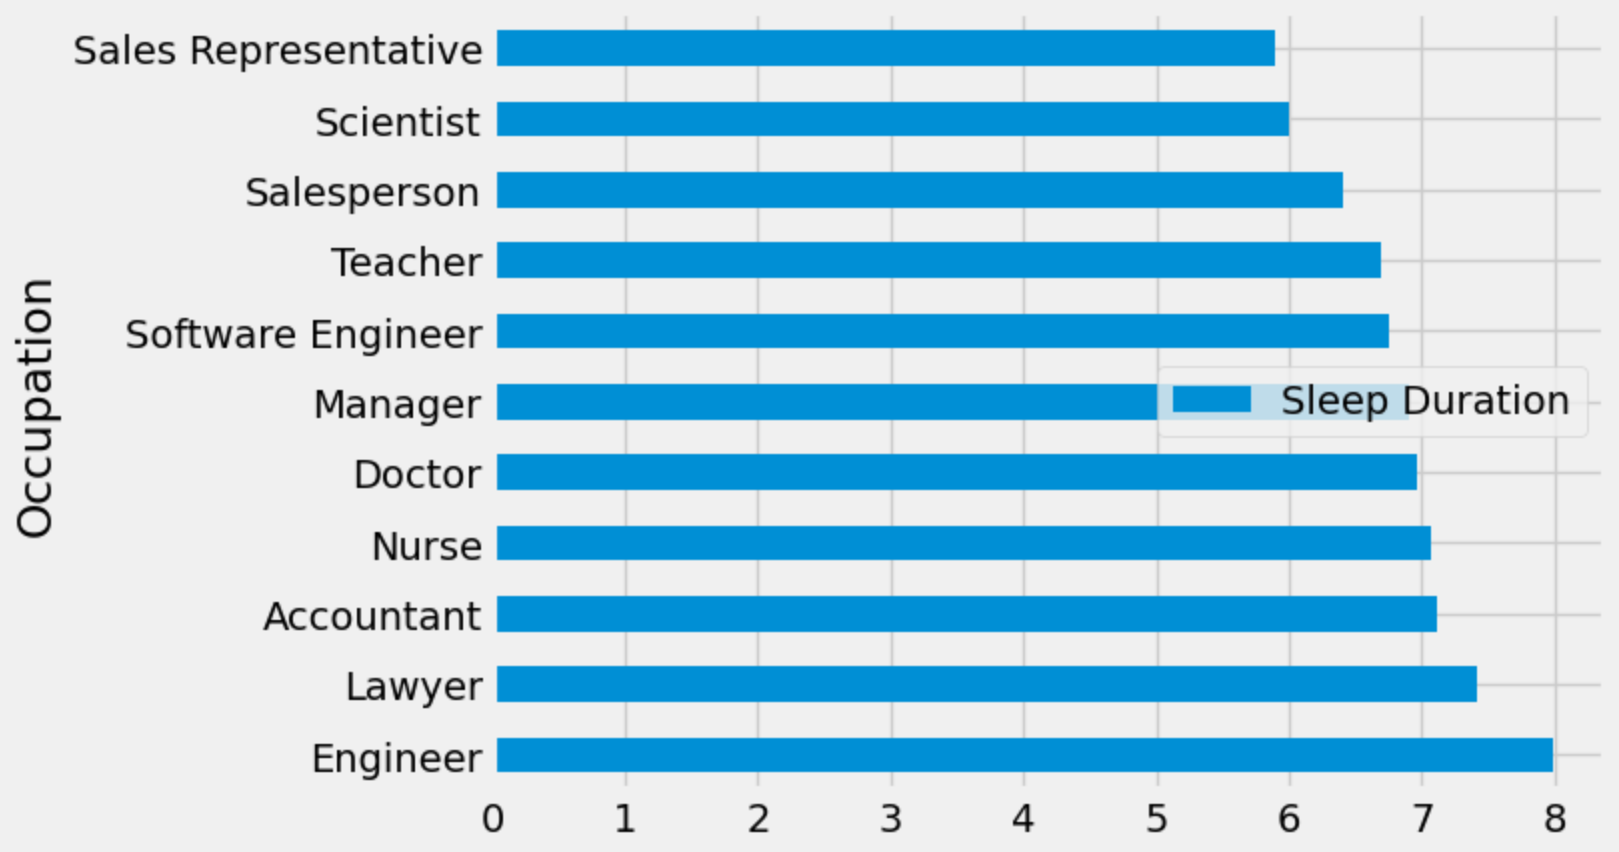 Sales Representative
Scientist
Salesperson
Teacher
Software Engineer
Manager
Sleep Duration
Doctor
Nurse
Accountant
Lawyer
Engineer
Occupation
0 1 2 3 4 5 6 7 8